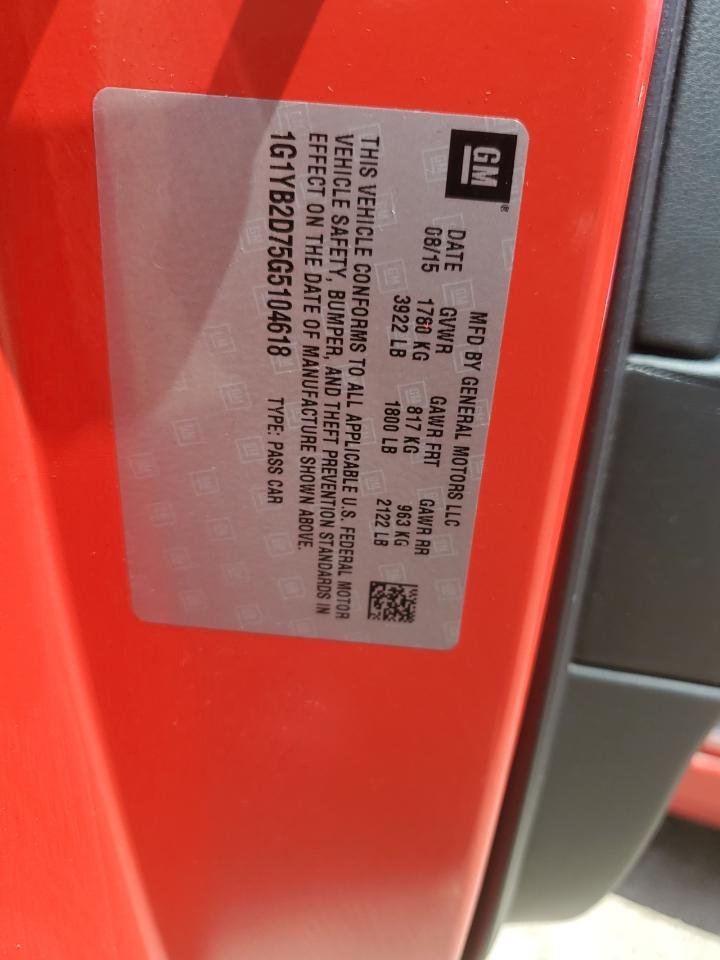 GM®
MFD BY GENERAL MOTORS LLC
DATE GVWR GAWR FRT GAWR RR
08/15 1780 KG 817 KG 963 KG
3922 LB 1800 LB 2122 LB
THIS VEHICLE CONFORMS TO ALL APPLICABLE U.S. FEDERAL MOTOR
VEHICLE SAFETY, BUMPER, AND THEFT PREVENTION STANDARDS IN
EFFECT ON THE DATE OF MANUFACTURE SHOWN ABOVE.
1G1YB2D75G5104618 TYPE: PASS CAR